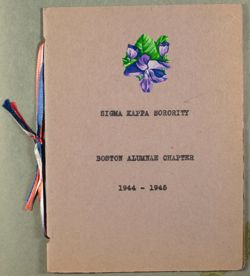 SIGMA KAPPA SORORITY
BOSTON ALUMNAE CHAPTER
1944 - 1945